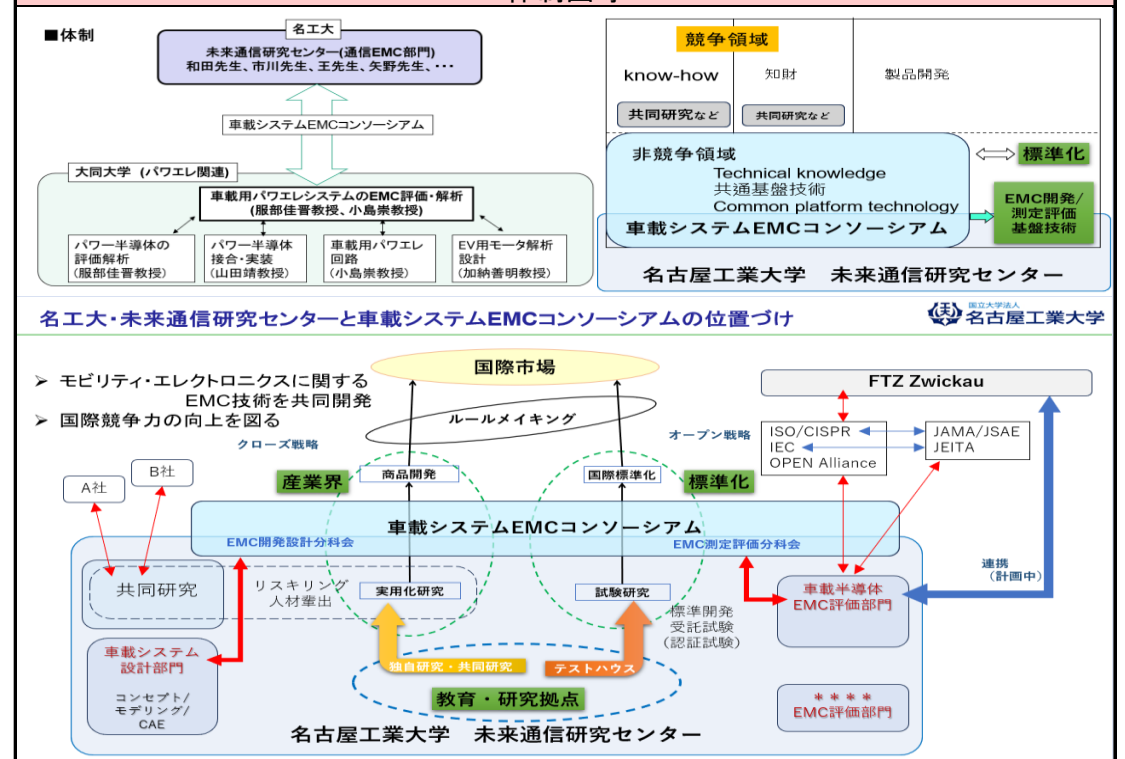 ■体制
名工大
未来通信研究センター(通信EMC部門)
和田先生、市川先生、王先生、矢野先生、・・・
車載システムEMCコンソーシアム
大同大学 (パワエレ関連)
車載用パワエレシステムのEMC評価・解析
(服部佳晋教授、小島崇教授)
パワー半導体の
評価解析
(服部佳晋教授)
パワー半導体
接合・実装
(山田靖教授)
車載用パワエレ
回路
(小島崇教授)
EV用モータ解析
設計
(加納善明教授)
競争領域
know-how
知財
製品開発
共同研究など
共同研究など
非競争領域
Technical knowledge
共通基盤技術
Common platform technology
車載システムEMCコンソーシアム
標準化
EMC開発/
測定評価
基盤技術
名古屋工業大学 未来通信研究センター
名工大・未来通信研究センターと車載システムEMCコンソーシアムの位置づけ
国立大学法人
名古屋工業大学
➢ モビリティ・エレクトロニクスに関する
EMC技術を共同開発
➢ 国際競争力の向上を図る
国際市場
ルールメイキング
クローズ戦略
オープン戦略
FTZ Zwickau
ISO/CISPR
IEC
OPEN Alliance
JAMA/JSAE
JEITA
A社
B社
産業界
商品開発
国際標準化
標準化
車載システムEMCコンソーシアム
EMC開発設計分科会
EMC測定評価分科会
連携
(計画中)
共同研究
リスキリング
人材輩出
実用化研究
試験研究
標準開発
受託試験
(認証試験)
車載半導体
EMC評価部門
車載システム
設計部門
コンセプト/
モデリング/
CAE
独自研究・共同研究
テストハウス
教育・研究拠点
＊＊＊＊
EMC評価部門
名古屋工業大学 未来通信研究センター